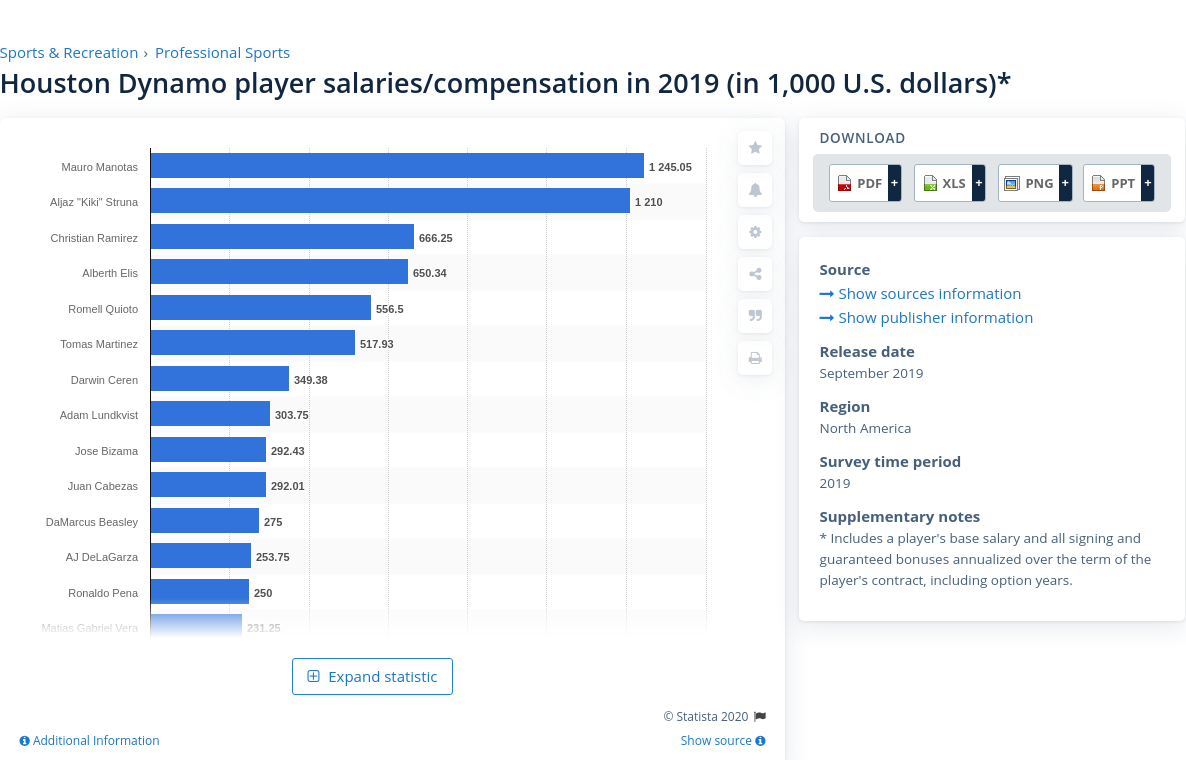 Sports & Recreation › Professional Sports
Houston Dynamo player salaries/compensation in 2019 (in 1,000 U.S. dollars)*
Mauro Manotas 1 245.05
Aljaz "Kiki" Struna 1 210
Christian Ramirez 666.25
Alberth Elis 650.34
Romell Quioto 556.5
Tomas Martinez 517.93
Darwin Ceren 349.38
Adam Lundkvist 303.75
Jose Bizama 292.43
Juan Cabezas 292.01
DaMarcus Beasley 275
AJ DeLaGarza 253.75
Ronaldo Pena 250
Matias Gabriel Vera 231.25
Expand statistic
© Statista 2020
Additional Information
Show source
DOWNLOAD
PDF + XLS + PNG + PPT +
Source
Show sources information
Show publisher information
Release date
September 2019
Region
North America
Survey time period
2019
Supplementary notes
* Includes a player's base salary and all signing and
guaranteed bonuses annualized over the term of the
player's contract, including option years.